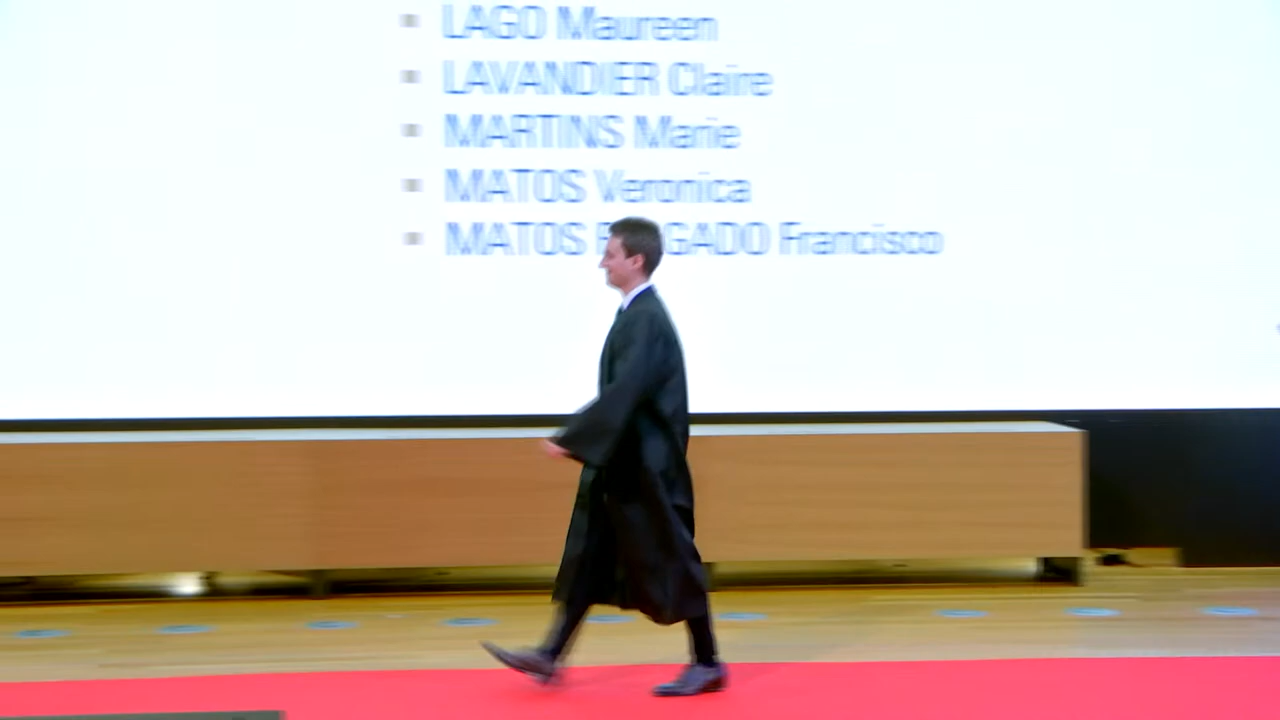 LAGO Maureen
LAVANDIER Claire
MARTINS Marie
MATOS Veronica
MATOS Francisco